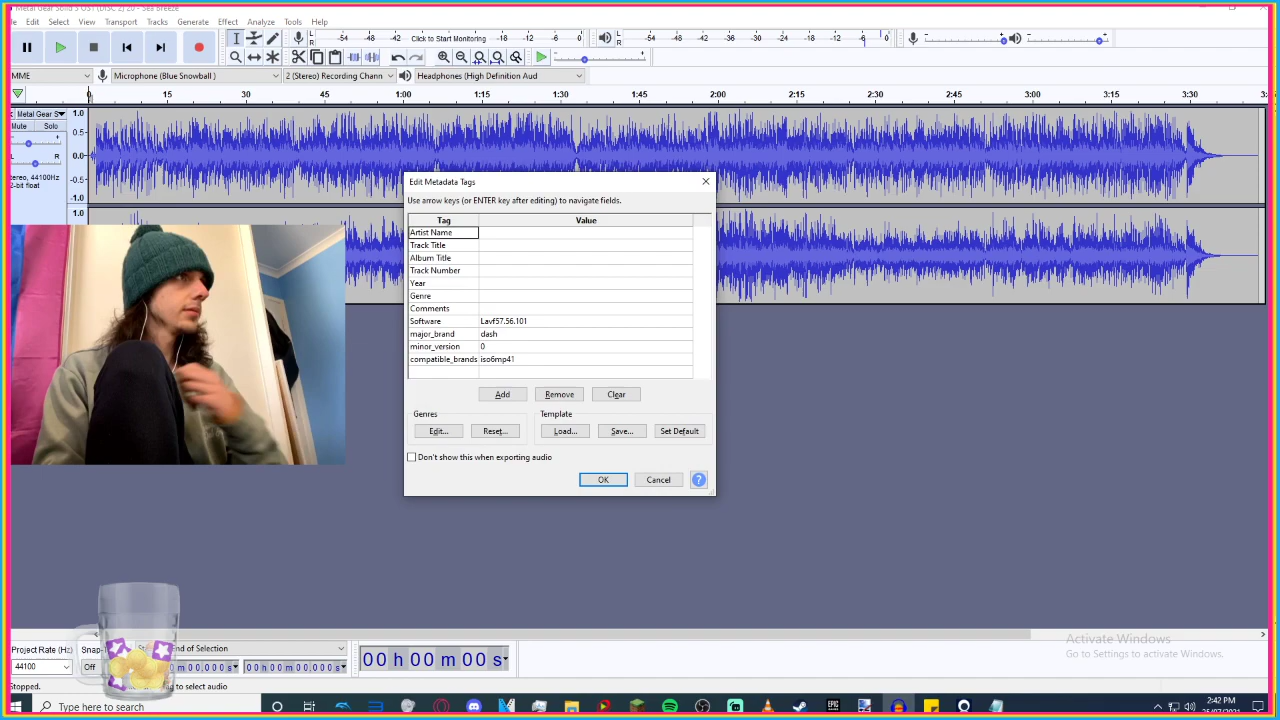 Metal Gear Solid 3 OST (DISC 2) 20 - Sea Breeze
Edit Select View Transport Tracks Generate Effect Analyze Tools Help
L R -54 -48 -42 Click to Start Monitoring -12 -6 0 L R -54 -48 -42 -36 -30 -24 -18 -12 -6 0
MME Microphone (Blue Snowball ) 2 (Stereo) Recording Chann Headphones (High Definition Aud
0 15 30 45 1:00 1:15 1:30 1:45 2:00 2:15 2:30 2:45 3:00 3:15 3:30
Metal Gear S 1.0
Mute Solo 0.5
L R 0.0
tereo, 44100Hz -0.5
2-bit float
-1.0
1.0
Edit Metadata Tags
Use arrow keys (or ENTER key after editing) to navigate fields.
Tag Value
Artist Name
Track Title
Album Title
Track Number
Year
Genre
Comments
Software Lavf57.56.101
major_brand dash
minor_version 0
compatible_brands iso6mp41
Add Remove Clear
Genres Template
Edit... Reset... Load... Save... Set Default
Don't show this when exporting audio
OK Cancel ?
Activate Windows
Go to Settings to activate Windows.
Project Rate (Hz) Snap- nd of Selection
44100 Off m 00.000 s 00 h 00 m 00.000 s 00 h 00 m 00 s
Stopped. g to select audio
Type here to search
2:42 PM